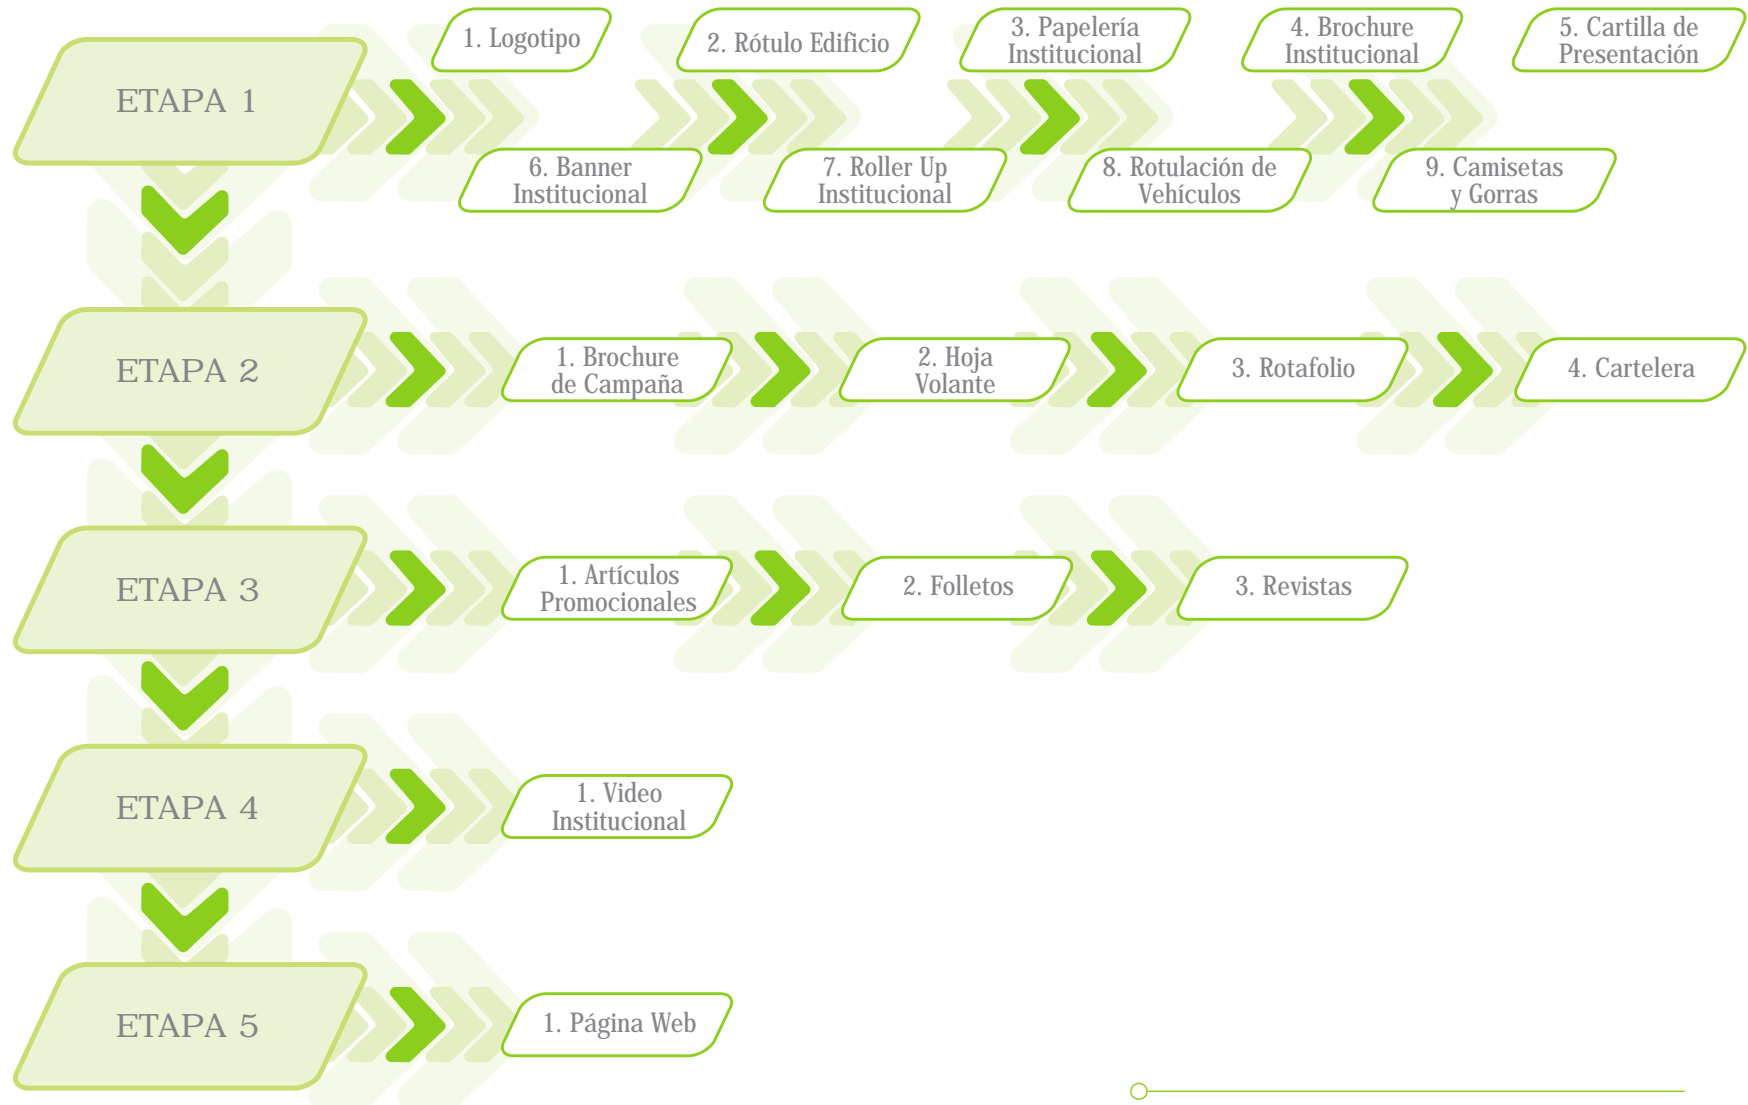 ETAPA 1
1. Logotipo
2. Rótulo Edificio
3. Papelería
Institucional
4. Brochure
Institucional
5. Cartilla de
Presentación
6. Banner
Institucional
7. Roller Up
Institucional
8. Rotulación de
Vehículos
9. Camisetas
y Gorras
ETAPA 2
1. Brochure
de Campaña
2. Hoja
Volante
3. Rotafolio
4. Cartelera
ETAPA 3
1. Artículos
Promocionales
2. Folletos
3. Revistas
ETAPA 4
1. Video
Institucional
ETAPA 5
1. Página Web